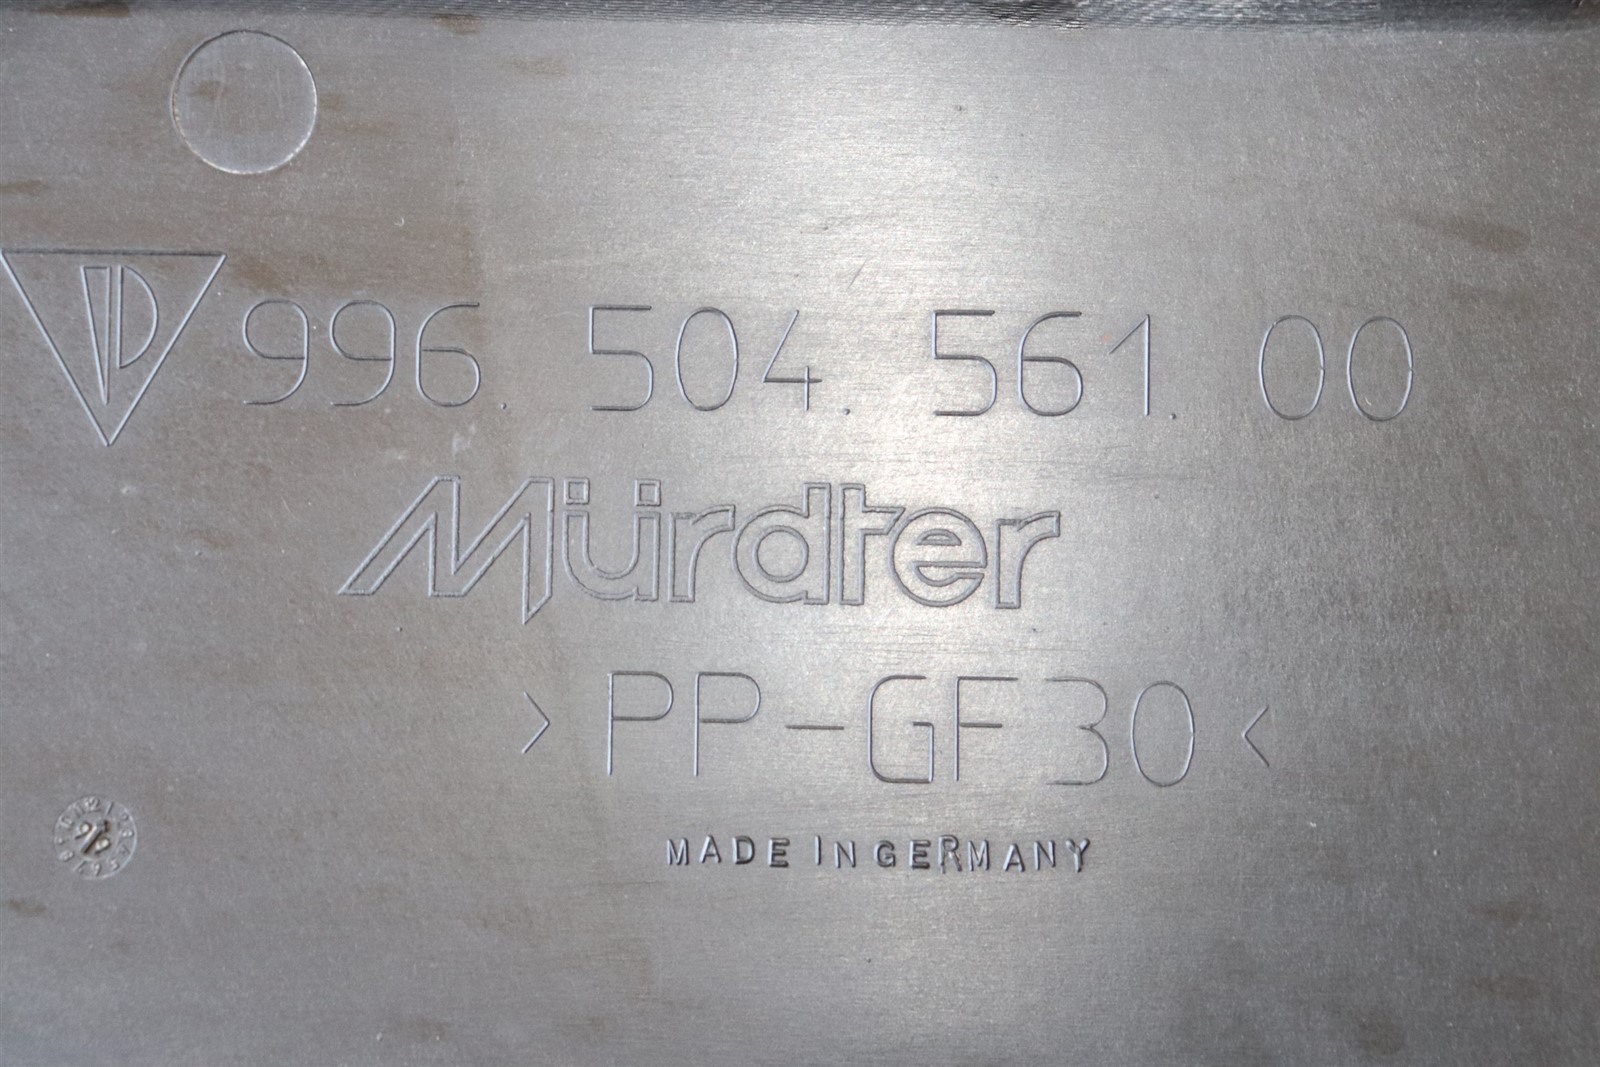 996. 504. 561. 00
Mürdter
>PP-GF30<
MADE IN GERMANY